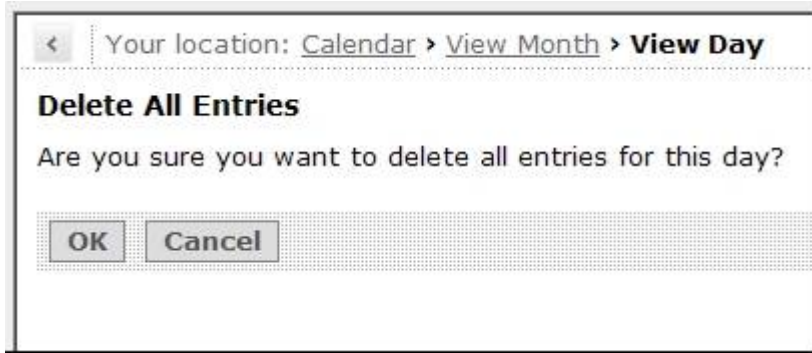 Your location: Calendar › View Month › View Day
Delete All Entries
Are you sure you want to delete all entries for this day?
OK Cancel